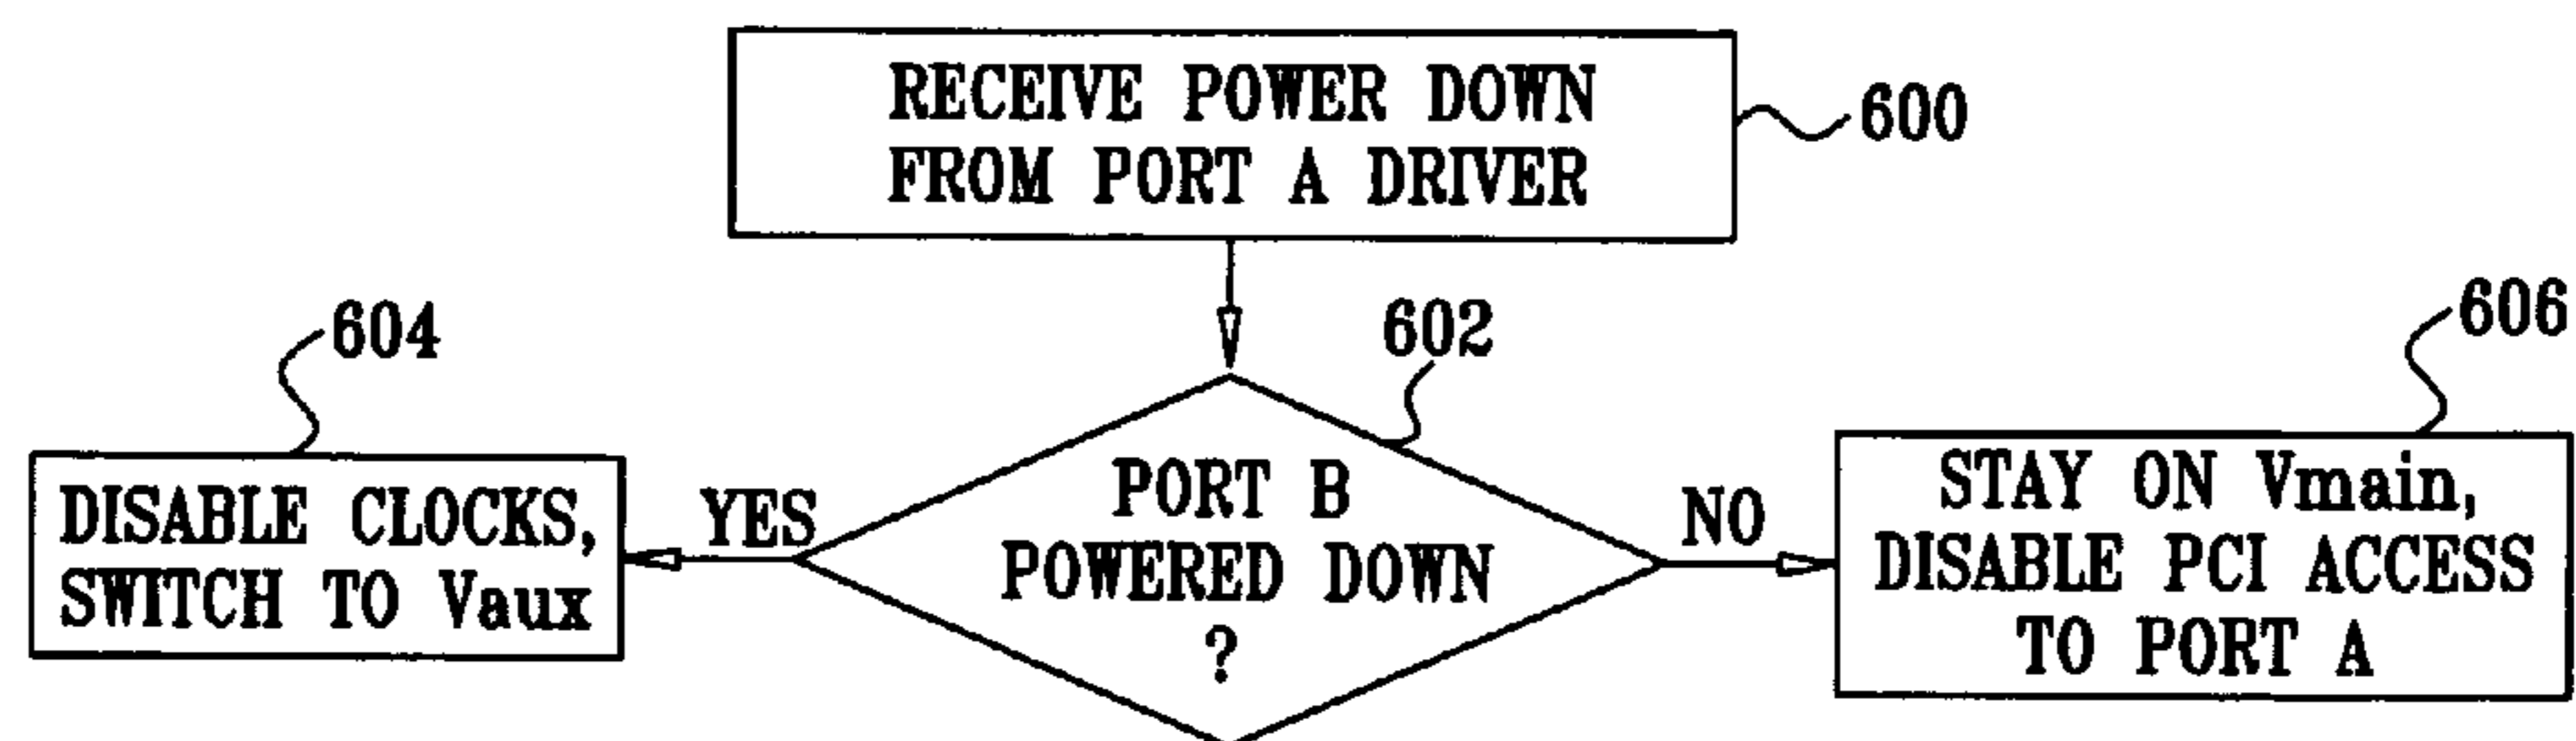 RECEIVE POWER DOWN
FROM PORT A DRIVER
600
604
602
606
DISABLE CLOCKS,
SWITCH TO Vaux
YES
PORT B
POWERED DOWN
?
NO
STAY ON Vmain,
DISABLE PCI ACCESS
TO PORT A